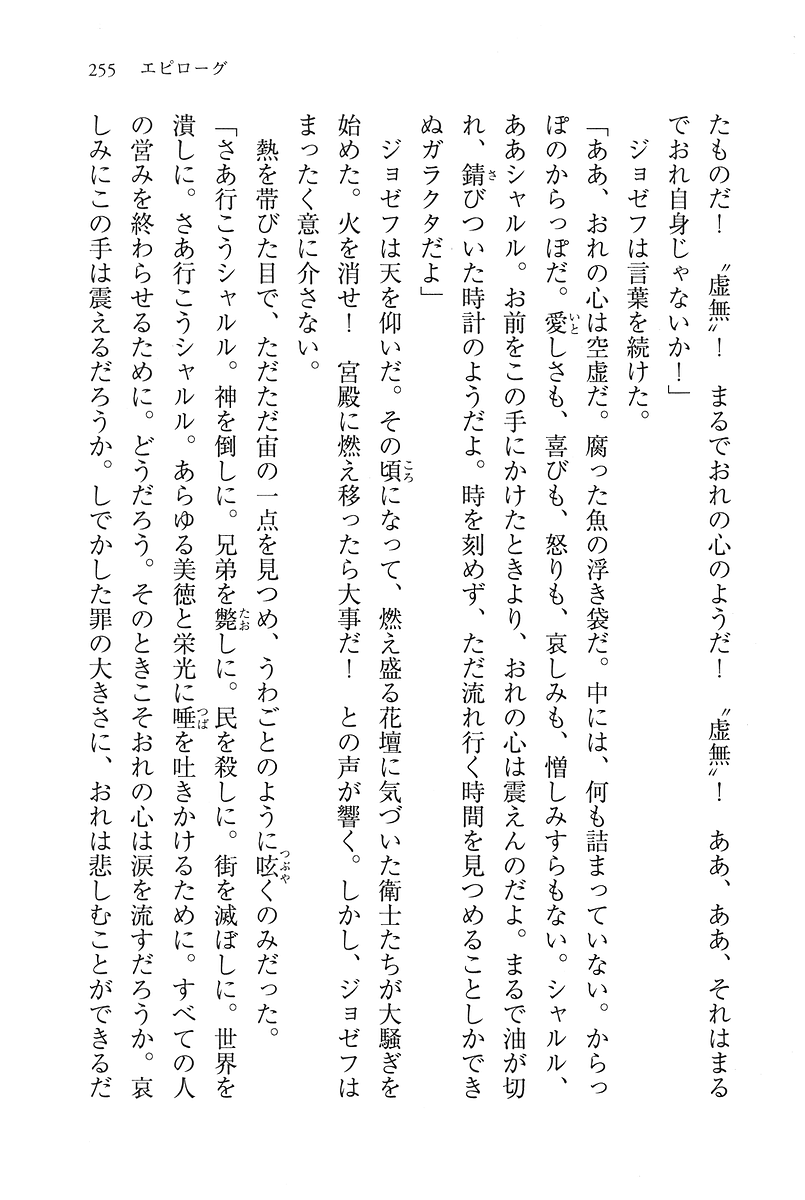 255　エピローグ
たものだ！　〝虚無〟！　まるでおれの心のようだ！　〝虚無〟！　ああ、ああ、それはまる
でおれ自身じゃないか！」
　ジョゼフは言葉を続けた。
「ああ、おれの心は空虚だ。腐った魚の浮き袋だ。中には、何も詰まっていない。からっ
ぽのからっぽだ。愛しさも、喜びも、怒りも、哀しみも、憎しみすらもない。シャルル、
ああシャルル。お前をこの手にかけたときより、おれの心は震えんのだよ。まるで油が切
れ、錆びついた時計のようだよ。時を刻めず、ただ流れ行く時間を見つめることしかでき
ぬガラクタだよ」
　ジョゼフは天を仰いだ。その頃になって、燃え盛る花壇に気づいた衛士たちが大騒ぎを
始めた。火を消せ！　宮殿に燃え移ったら大事だ！　との声が響く。しかし、ジョゼフは
まったく意に介さない。
　熱を帯びた目で、ただただ宙の一点を見つめ、うわごとのように呟くのみだった。
「さあ行こうシャルル。神を倒しに。兄弟を斃しに。民を殺しに。街を滅ぼしに。世界を
潰しに。さあ行こうシャルル。あらゆる美徳と栄光に唾を吐きかけるために。すべての人
の営みを終わらせるために。どうだろう。そのときこそおれの心は涙を流すだろうか。哀
しみにこの手は震えるだろうか。しでかした罪の大きさに、おれは悲しむことができるだ